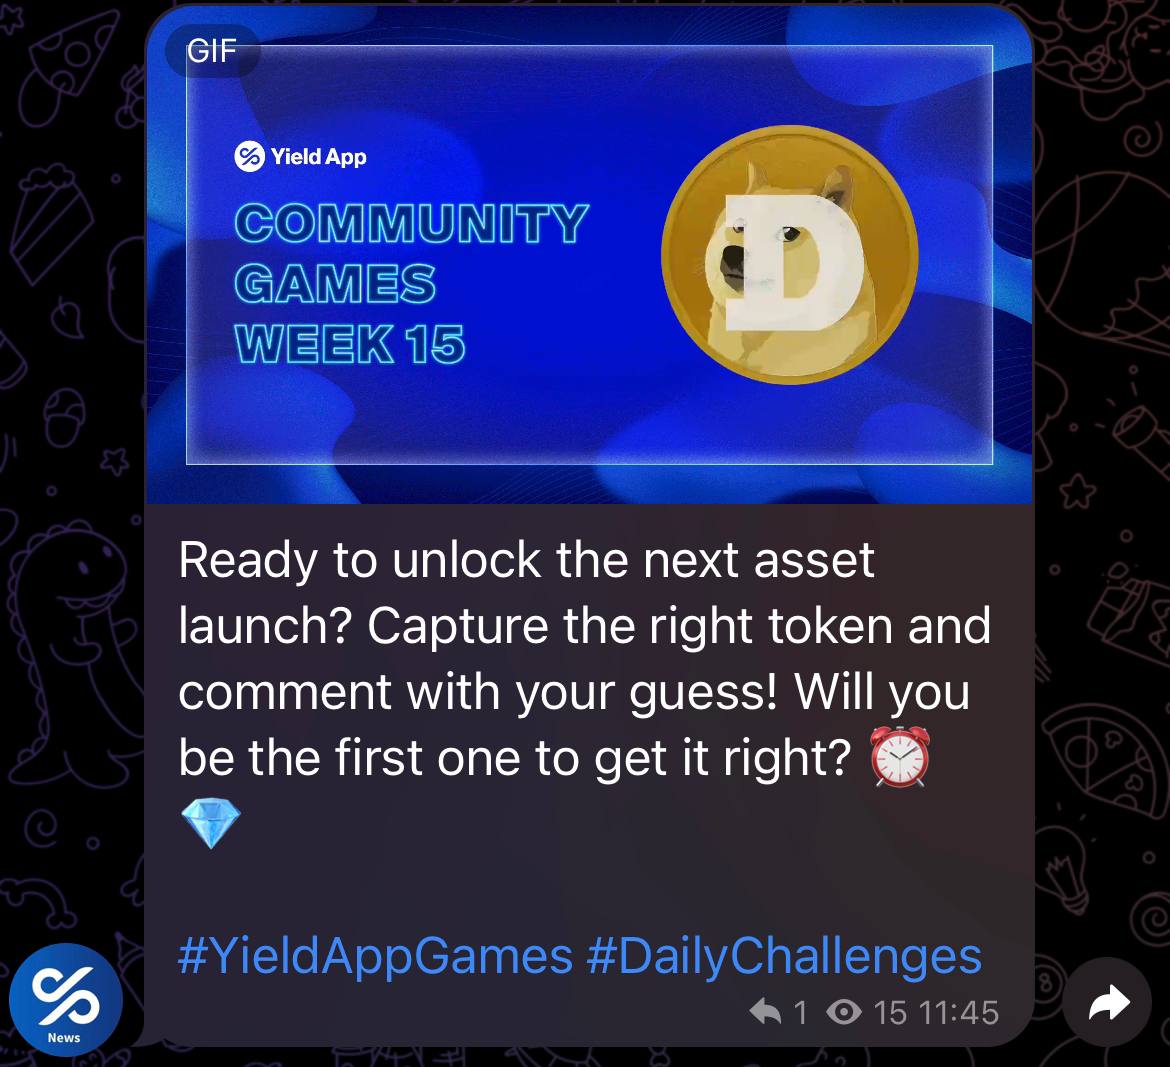 GIF
Yield App
COMMUNITY
GAMES
WEEK 15
D
Ready to unlock the next asset
launch? Capture the right token and
comment with your guess! Will you
be the first one to get it right? ⏰
💎
#YieldAppGames #DailyChallenges
1 15 11:45
News
8